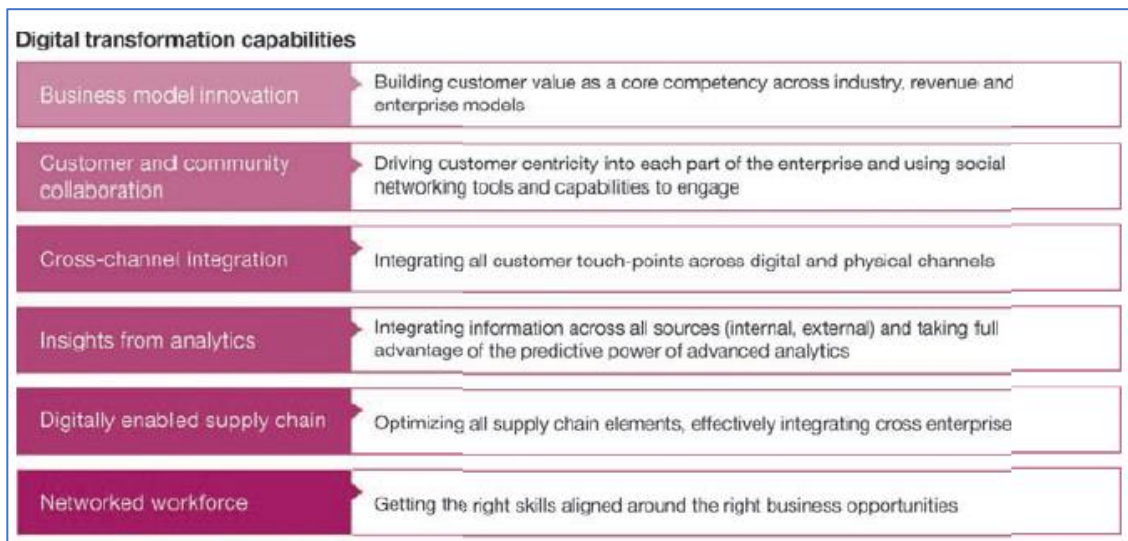 Digital transformation capabilities
Business model innovation
Building customer value as a core competency across industry, revenue and
enterprise models
Customer and community
collaboration
Driving customer centricity into each part of the enterprise and using social
networking tools and capabilities to engage
Cross-channel integration
Integrating all customer touch-points across digital and physical channels
Insights from analytics
Integrating information across all sources (internal, external) and taking full
advantage of the predictive power of advanced analytics
Digitally enabled supply chain
Optimizing all supply chain elements, effectively integrating cross enterprise
Networked workforce
Getting the right skills aligned around the right business opportunities